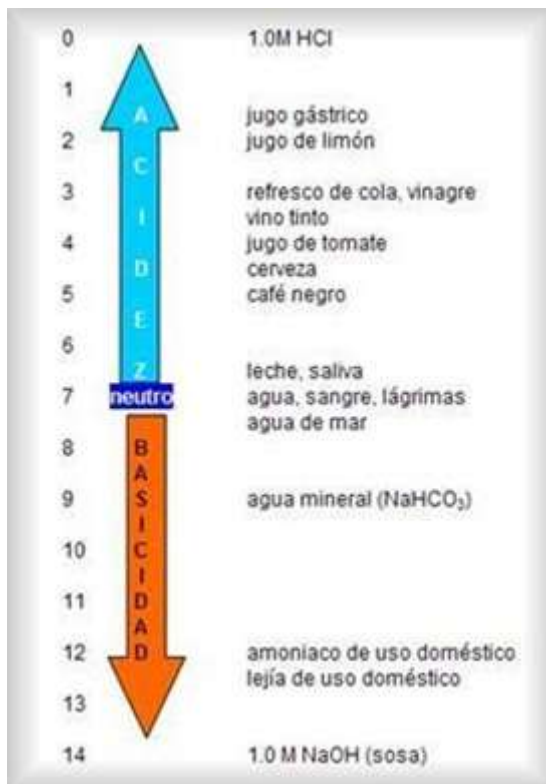 0 1.0M HCl
1
jugo gástrico
2 jugo de limón
3 refresco de cola, vinagre
vino tinto
4 jugo de tomate
cerveza
5 café negro
6
leche, saliva
7 neutro agua, sangre, lágrimas
agua de mar
8
9 agua mineral (NaHCO₃)
10
11
12 amoniaco de uso doméstico
lejía de uso doméstico
13
14 1.0 M NaOH (sosa)
ACIDEZ
BASICIDAD